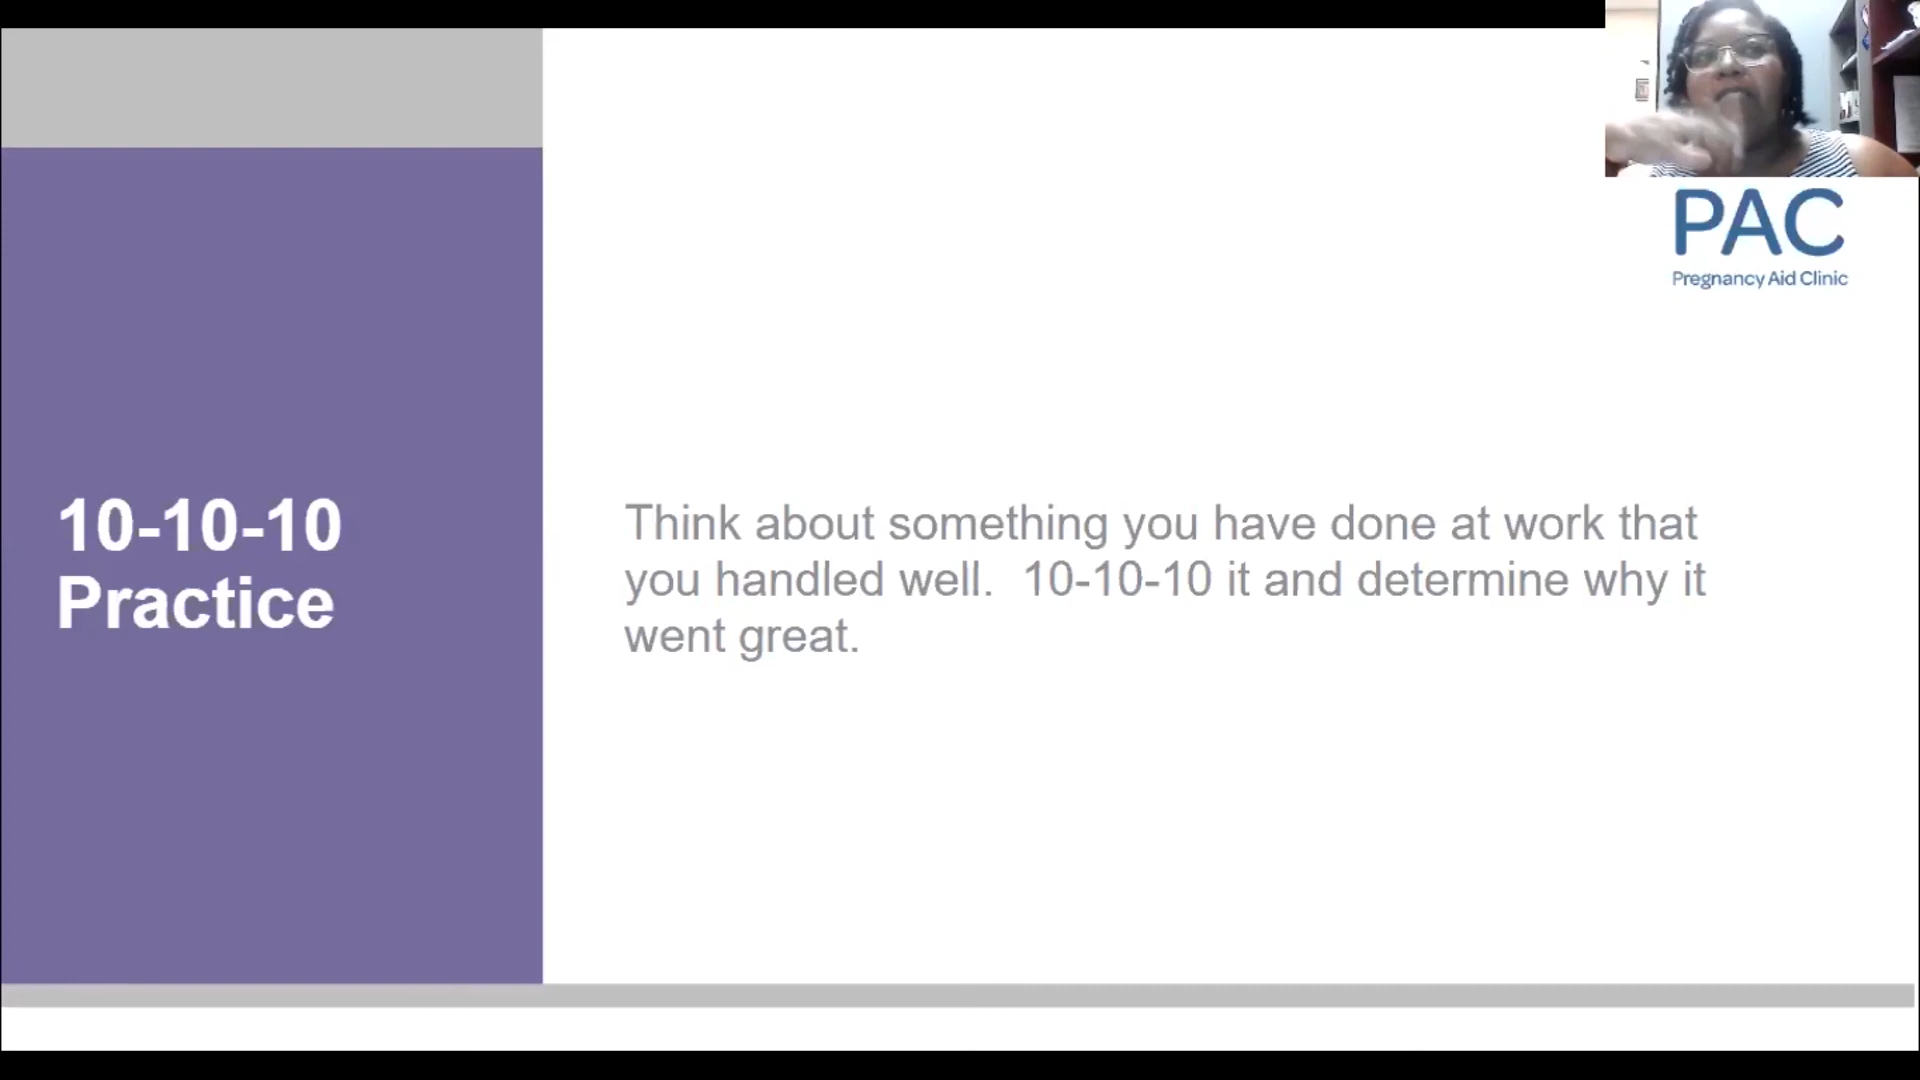 PAC
Pregnancy Aid Clinic
10-10-10
Practice
Think about something you have done at work that
you handled well.  10-10-10 it and determine why it
went great.